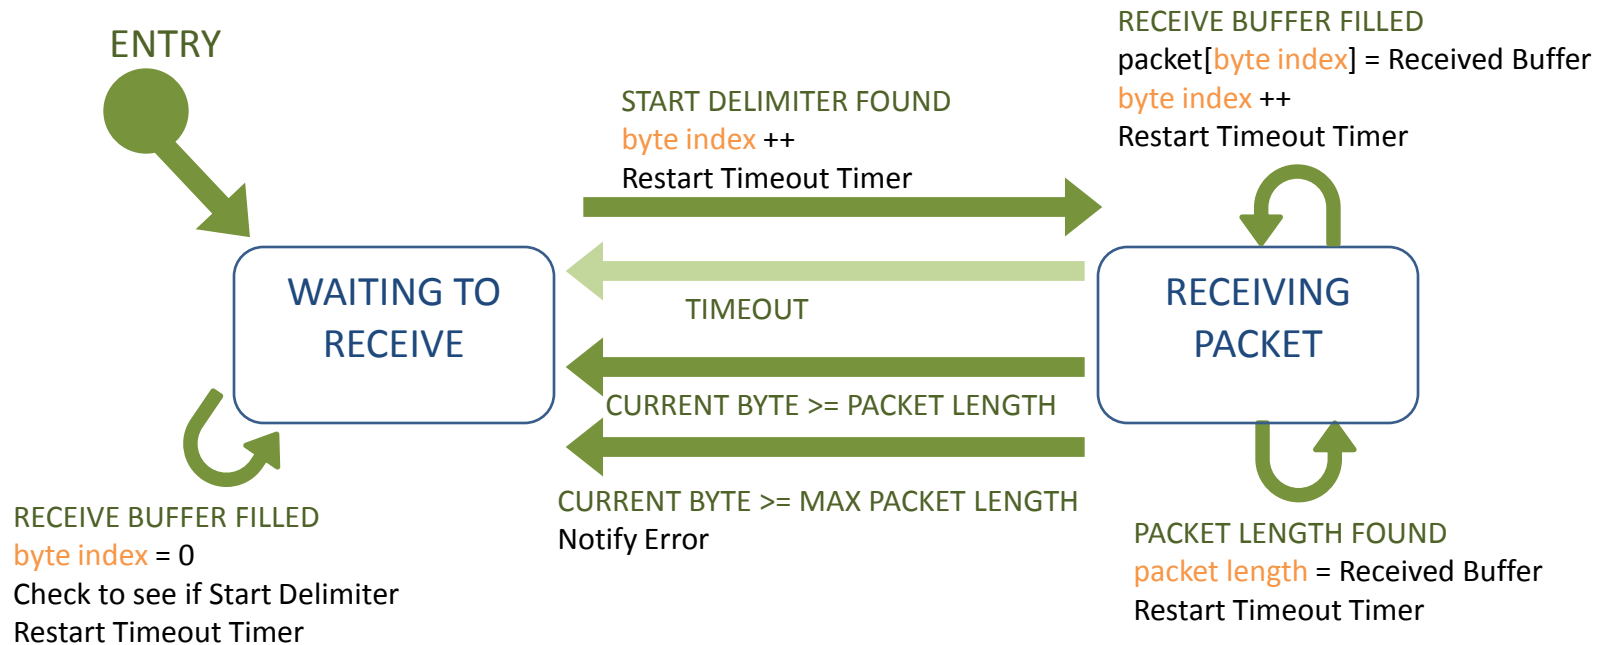 ENTRY
START DELIMITER FOUND
byte index ++
Restart Timeout Timer
RECEIVE BUFFER FILLED
packet[byte index] = Received Buffer
byte index ++
Restart Timeout Timer
WAITING TO
RECEIVE
TIMEOUT
CURRENT BYTE >= PACKET LENGTH
CURRENT BYTE >= MAX PACKET LENGTH
Notify Error
RECEIVING
PACKET
RECEIVE BUFFER FILLED
byte index = 0
Check to see if Start Delimiter
Restart Timeout Timer
PACKET LENGTH FOUND
packet length = Received Buffer
Restart Timeout Timer